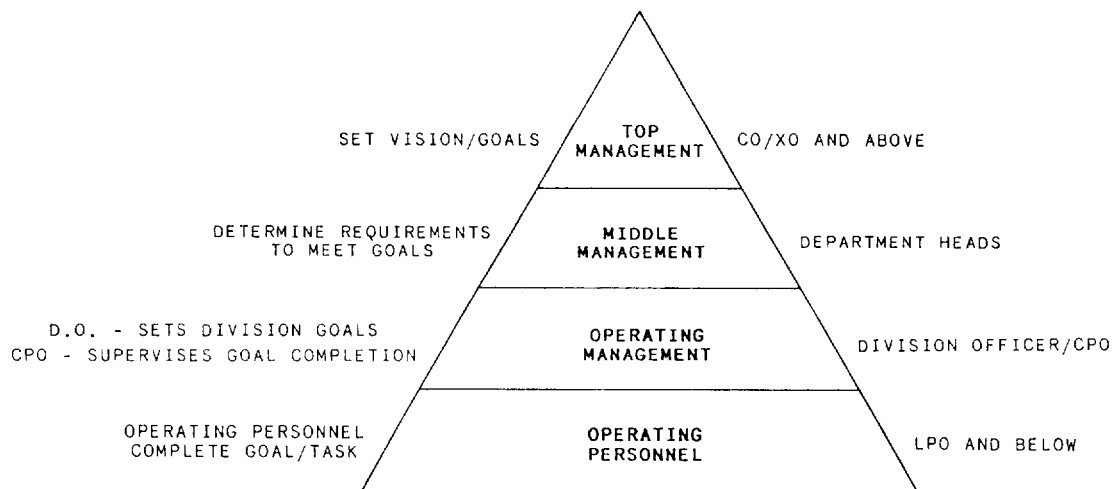 SET VISION/GOALS
TOP
MANAGEMENT
CO/XO AND ABOVE
DETERMINE REQUIREMENTS
TO MEET GOALS
MIDDLE
MANAGEMENT
DEPARTMENT HEADS
D.O. - SETS DIVISION GOALS
CPO - SUPERVISES GOAL COMPLETION
OPERATING
MANAGEMENT
DIVISION OFFICER/CPO
OPERATING PERSONNEL
COMPLETE GOAL/TASK
OPERATING
PERSONNEL
LPO AND BELOW